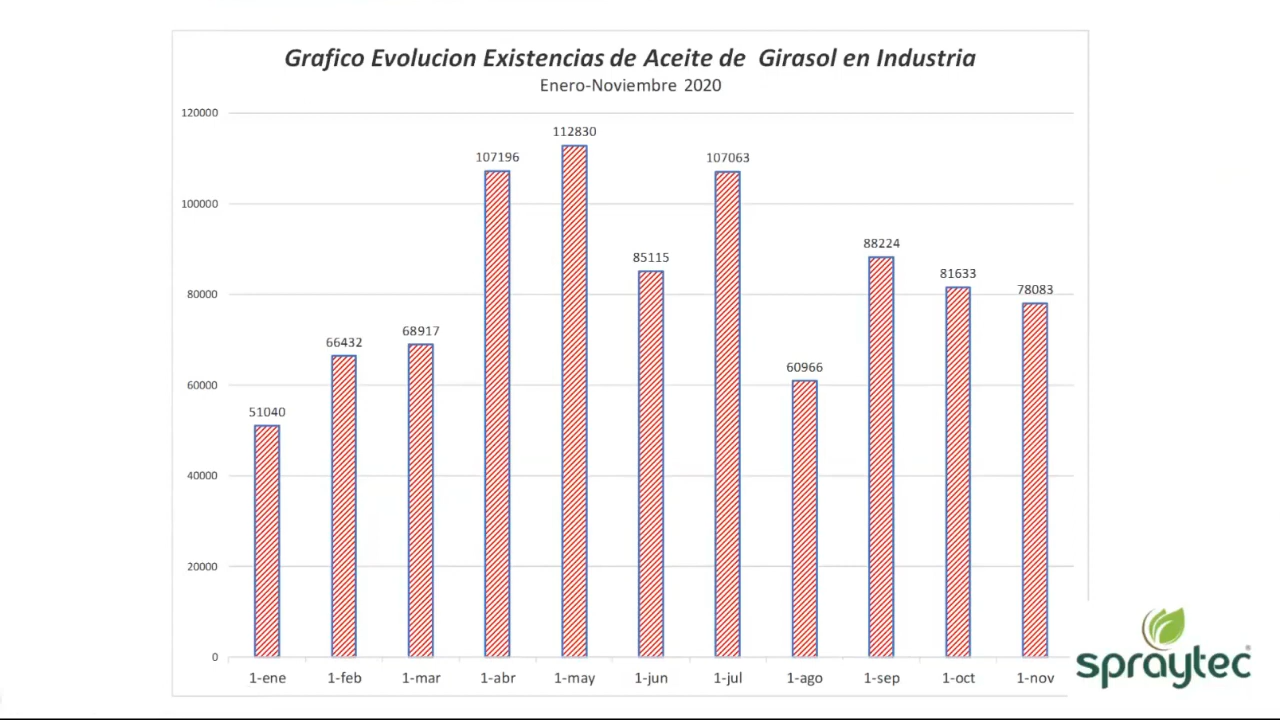 Grafico Evolucion Existencias de Aceite de  Girasol en Industria
Enero-Noviembre 2020
120000
100000
80000
60000
40000
20000
0
51040
66432
68917
107196
112830
85115
107063
60966
88224
81633
78083
1-ene
1-feb
1-mar
1-abr
1-may
1-jun
1-jul
1-ago
1-sep
1-oct
1-nov
spraytec®